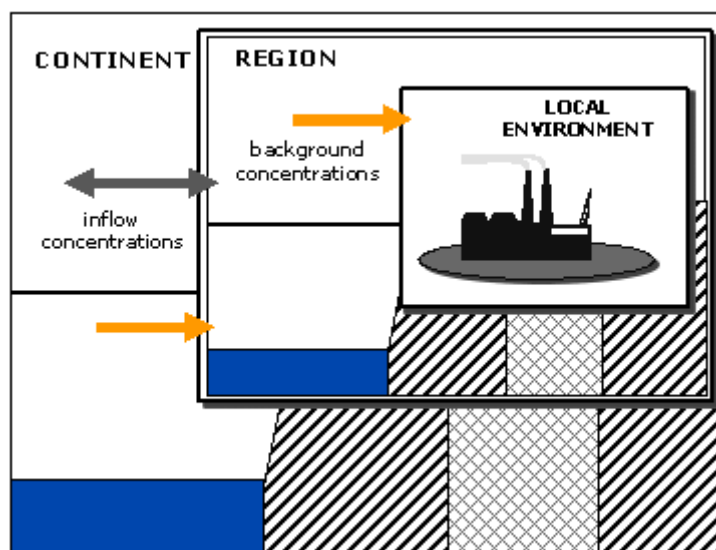 CONTINENT
REGION
LOCAL
ENVIRONMENT
background
concentrations
inflow
concentrations